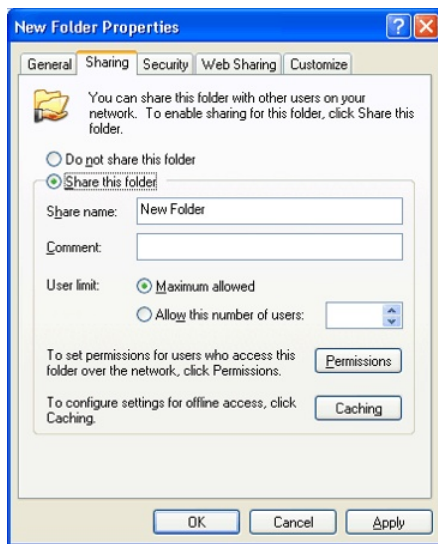 New Folder Properties
General Sharing Security Web Sharing Customize
You can share this folder with other users on your
network. To enable sharing for this folder, click Share this
folder.
Do not share this folder
Share this folder
Share name: New Folder
Comment:
User limit: Maximum allowed
Allow this number of users:
To set permissions for users who access this
folder over the network, click Permissions.
Permissions
To configure settings for offline access, click
Caching.
Caching
OK Cancel Apply